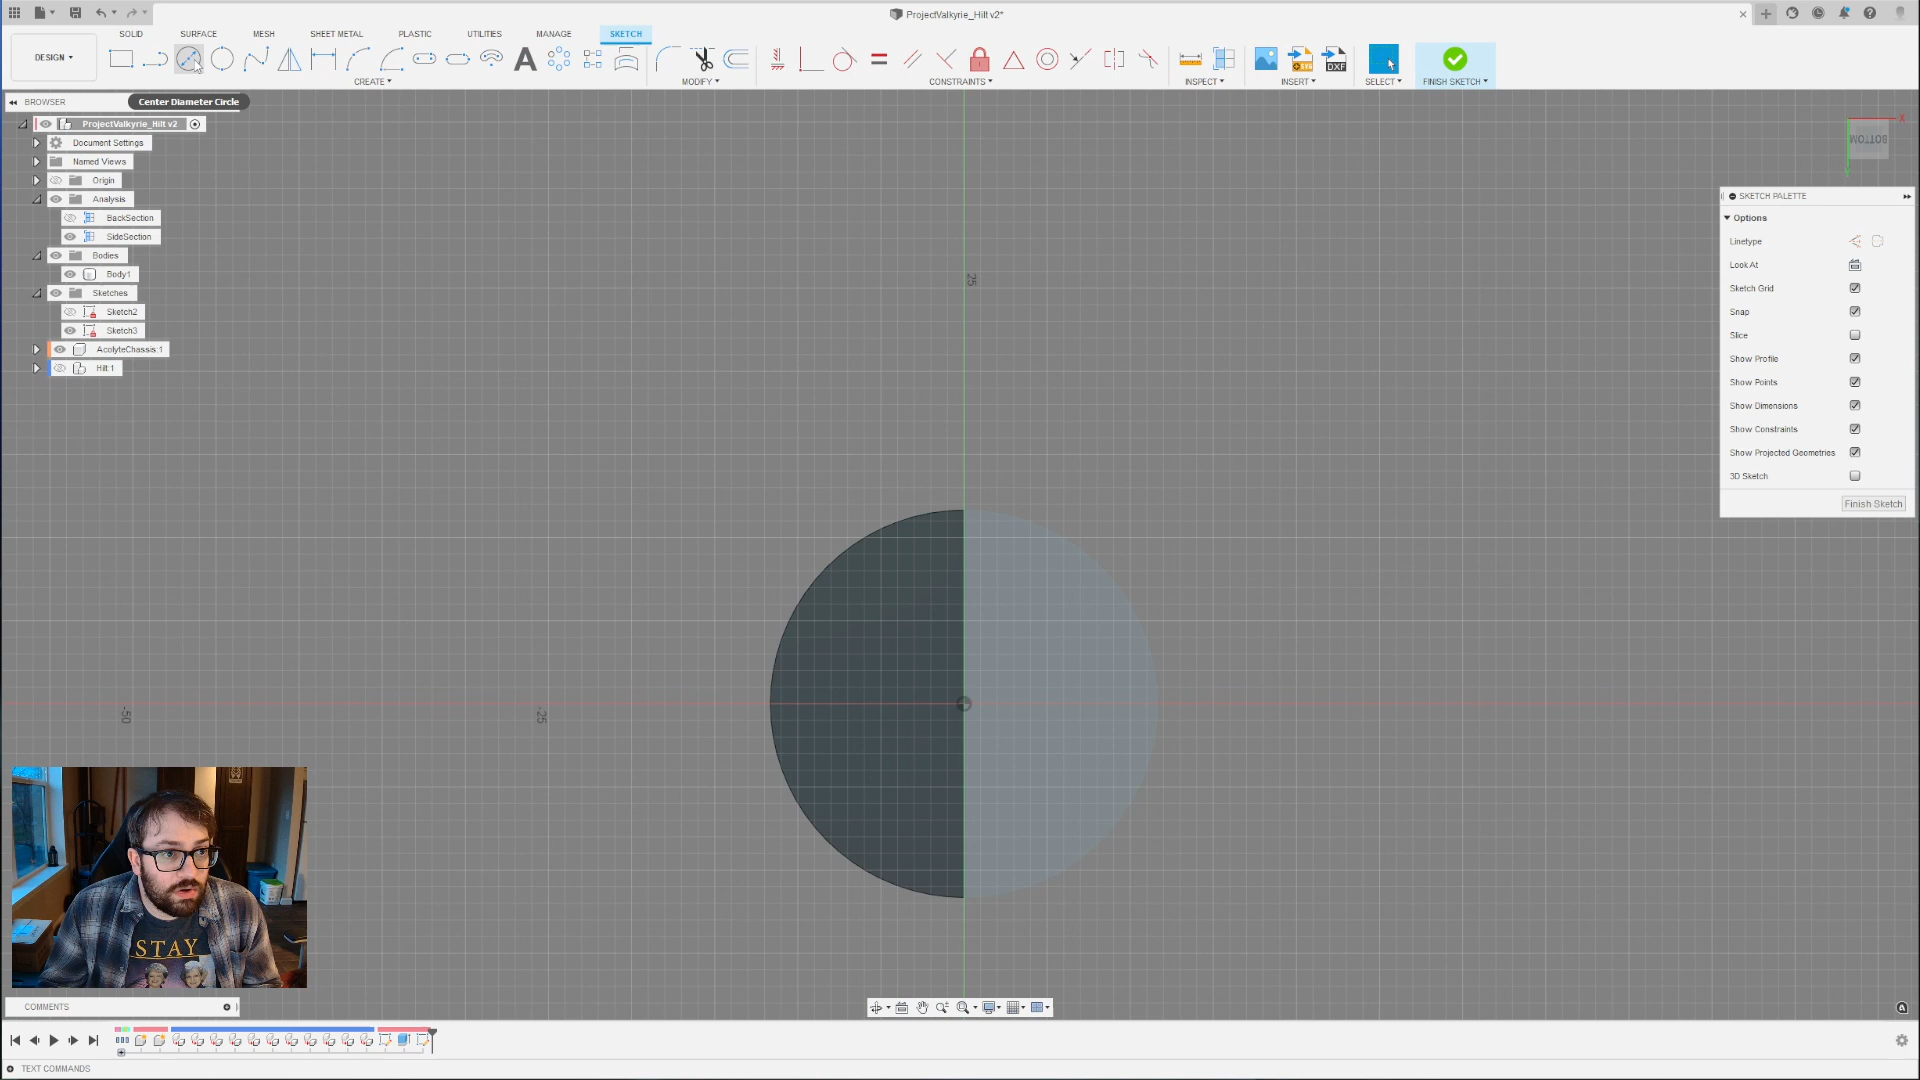 ProjectValkyrie_Hilt v2*
DESIGN
SOLID
SURFACE
MESH
SHEET METAL
PLASTIC
UTILITIES
MANAGE
SKETCH
CREATE
MODIFY
CONSTRAINTS
INSPECT
INSERT
SVG
DXF
SELECT
FINISH SKETCH
BROWSER
Center Diameter Circle
ProjectValkyrie_Hilt v2
Document Settings
Named Views
Origin
Analysis
BackSection
SideSection
Bodies
Body1
Sketches
Sketch2
Sketch3
AcolyteChassis:1
Hilt:1
X
BOTTOM
Y
SKETCH PALETTE
Options
Linetype
Look At
Sketch Grid
Snap
Slice
Show Profile
Show Points
Show Dimensions
Show Constraints
Show Projected Geometries
3D Sketch
Finish Sketch
25
-50
-25
STAY
COMMENTS
TEXT COMMANDS